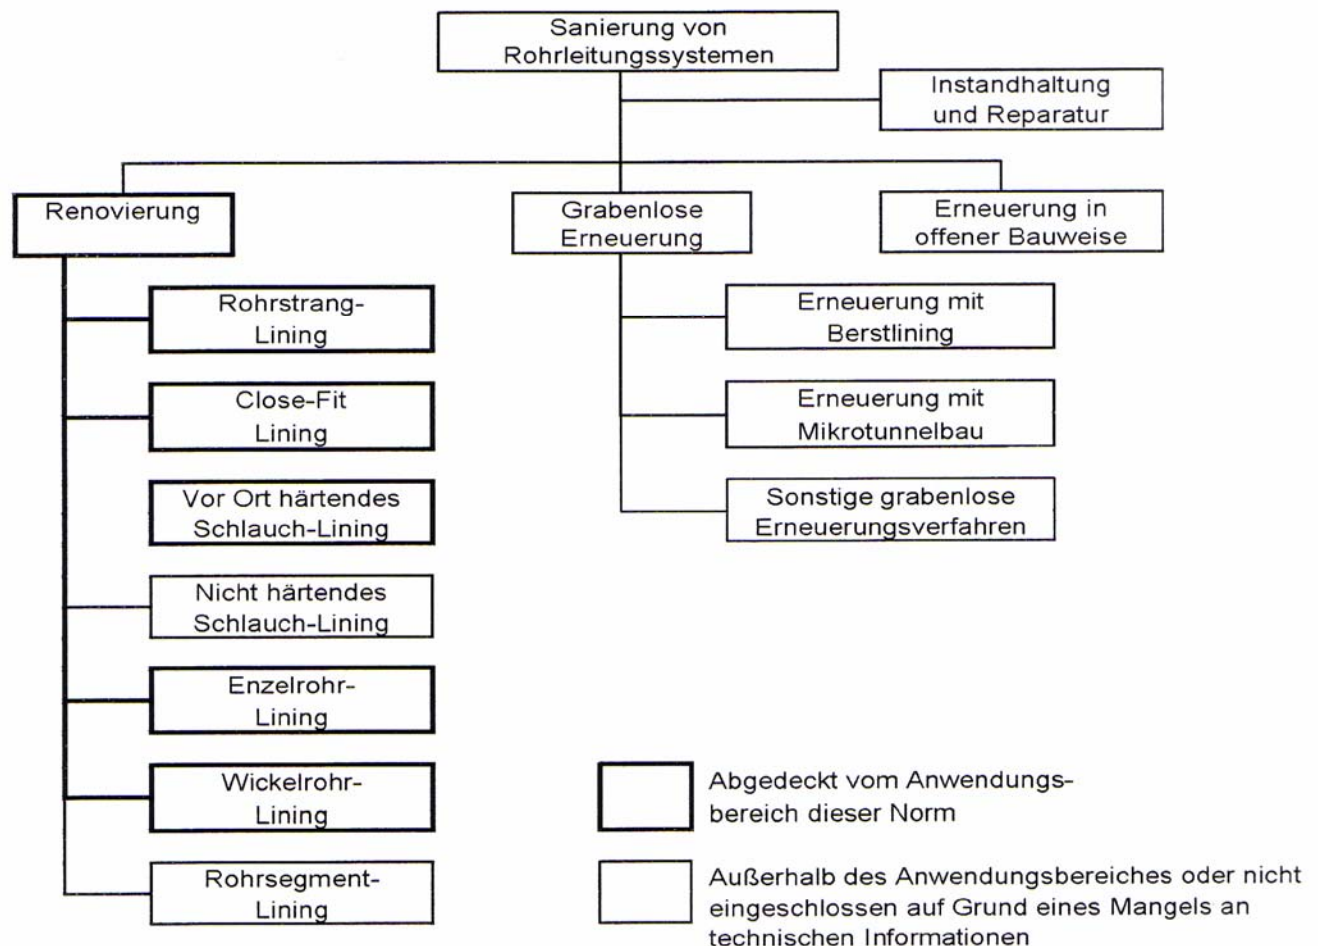 Sanierung von
Rohrleitungssystemen
Instandhaltung
und Reparatur
Renovierung
Grabenlose
Erneuerung
Erneuerung in
offener Bauweise
Rohrstrang-
Lining
Close-Fit
Lining
Vor Ort härtendes
Schlauch-Lining
Nicht härtendes
Schlauch-Lining
Enzelrohr-
Lining
Wickelrohr-
Lining
Rohrsegment-
Lining
Erneuerung mit
Berstlining
Erneuerung mit
Mikrotunnelbau
Sonstige grabenlose
Erneuerungsverfahren
Abgedeckt vom Anwendungs-
bereich dieser Norm
Außerhalb des Anwendungsbereiches oder nicht
eingeschlossen auf Grund eines Mangels an
technischen Informationen